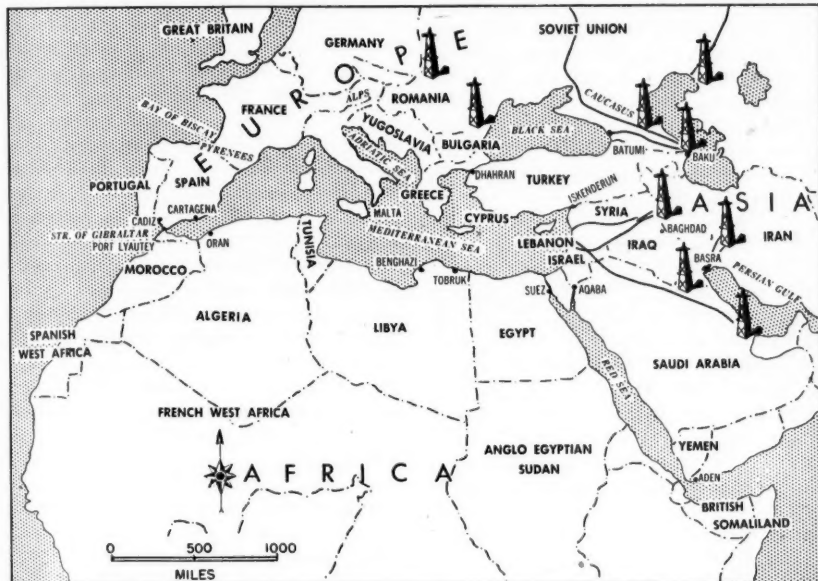 GREAT BRITAIN
SOVIET UNION
GERMANY
EUROPE
FRANCE
ALPS
ROMANIA
CAUCASUS
BAY OF BISCAY
PYRENEES
YUGOSLAVIA
ADRIATIC SEA
BULGARIA
BLACK SEA
BATUMI
BAKU
PORTUGAL
SPAIN
DHAHRAN
TURKEY
ISKENDERUN
GREECE
CARTAGENA
CADIZ
MALTA
CYPRUS
SYRIA
ASIA
BAGHDAD
STR. OF GIBRALTAR
PORT LYAUTEY
ORAN
TUNISIA
MEDITERRANEAN SEA
LEBANON
ISRAEL
IRAQ
IRAN
BASRA
MOROCCO
BENGHAZI
TOBRUK
SUEZ
AQABA
PERSIAN GULF
ALGERIA
LIBYA
EGYPT
SPANISH
WEST AFRICA
SAUDI ARABIA
RED SEA
FRENCH WEST AFRICA
ANGLO EGYPTIAN
SUDAN
YEMEN
AFRICA
ADEN
BRITISH
SOMALILAND
0 500 1000
MILES